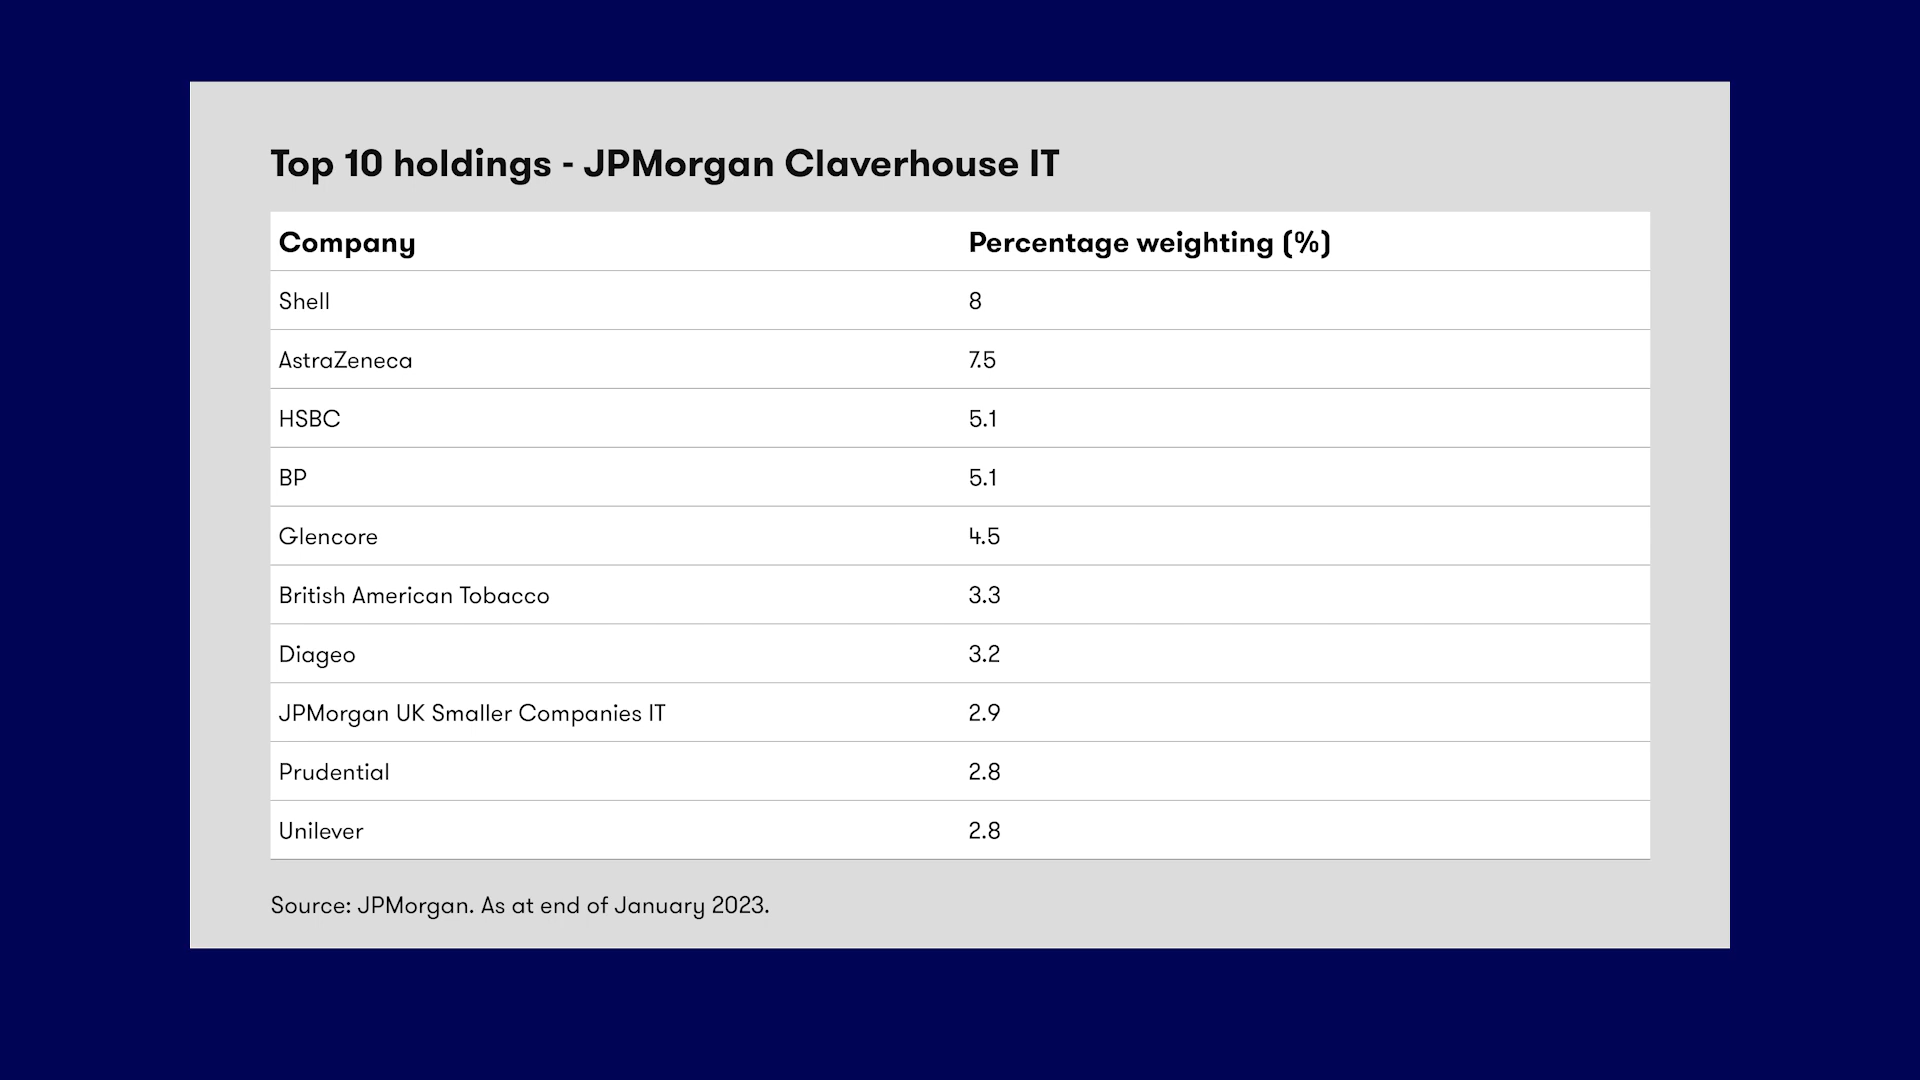 Top 10 holdings - JPMorgan Claverhouse IT
Company Percentage weighting (%)
Shell 8
AstraZeneca 7.5
HSBC 5.1
BP 5.1
Glencore 4.5
British American Tobacco 3.3
Diageo 3.2
JPMorgan UK Smaller Companies IT 2.9
Prudential 2.8
Unilever 2.8
Source: JPMorgan. As at end of January 2023.